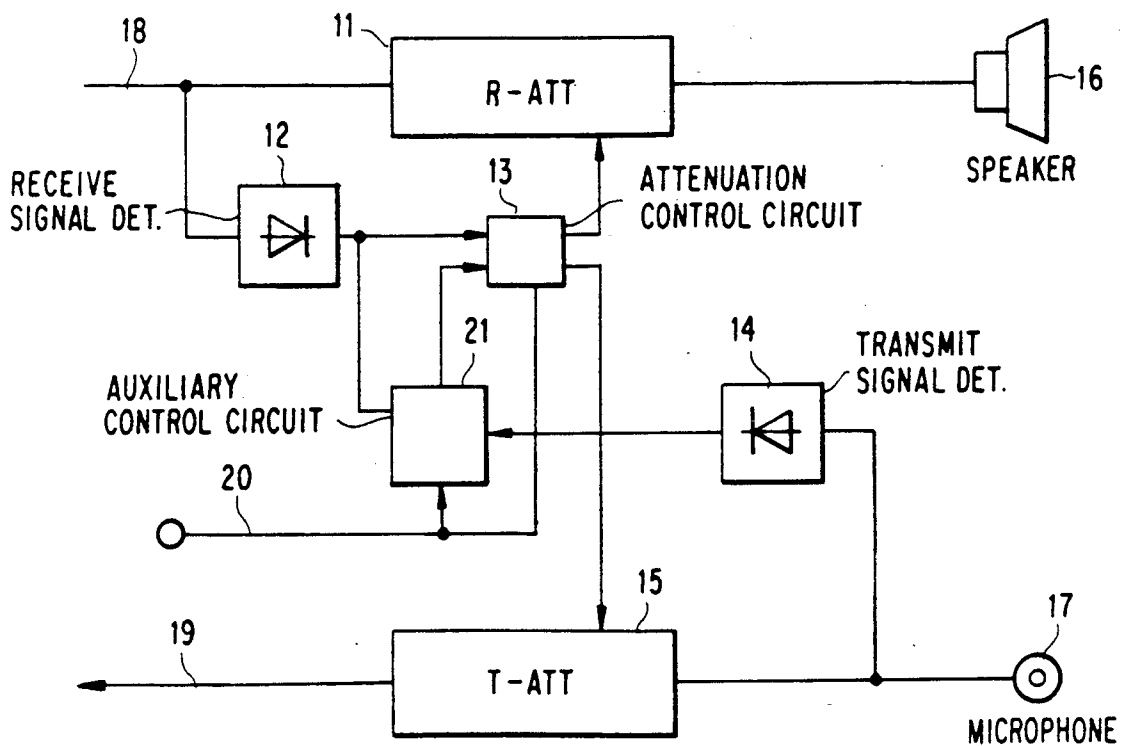 18
11
R-ATT
16
SPEAKER
12
RECEIVE
SIGNAL DET.
13
ATTENUATION
CONTROL CIRCUIT
21
AUXILIARY
CONTROL CIRCUIT
14
TRANSMIT
SIGNAL DET.
20
15
T-ATT
19
17
MICROPHONE